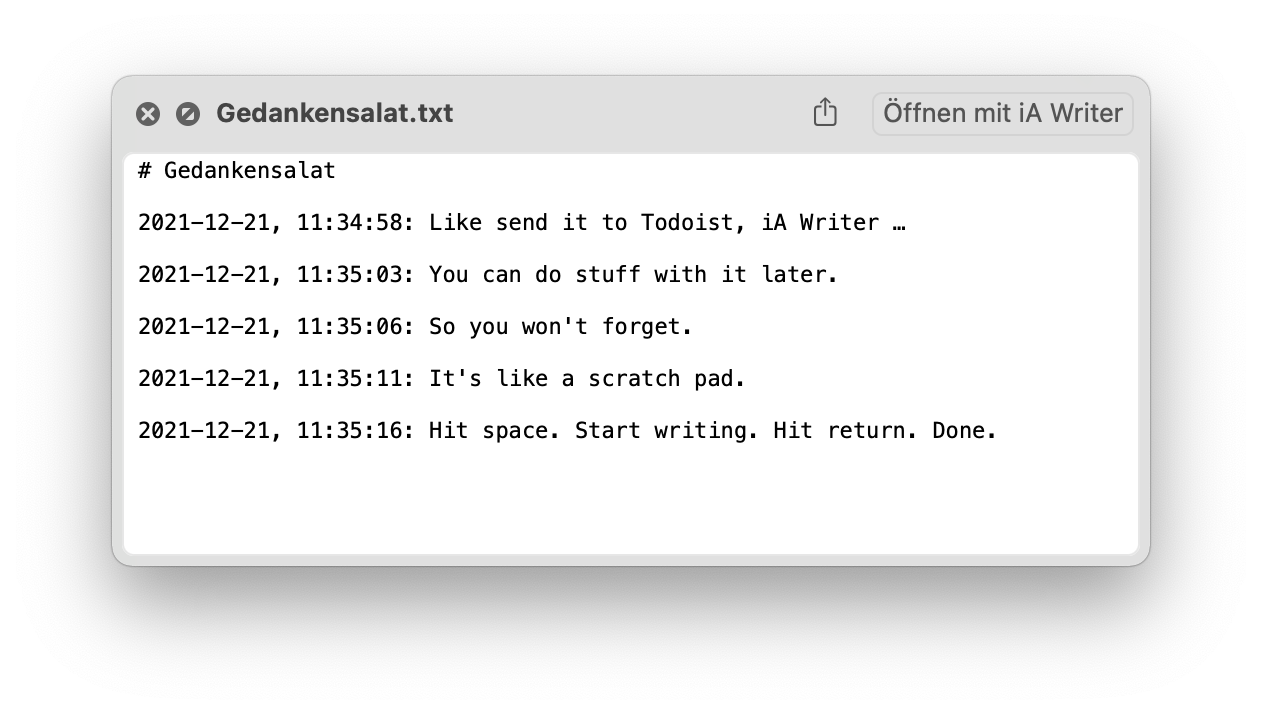 Gedankensalat.txt
Öffnen mit iA Writer
# Gedankensalat
2021-12-21, 11:34:58: Like send it to Todoist, iA Writer …
2021-12-21, 11:35:03: You can do stuff with it later.
2021-12-21, 11:35:06: So you won't forget.
2021-12-21, 11:35:11: It's like a scratch pad.
2021-12-21, 11:35:16: Hit space. Start writing. Hit return. Done.